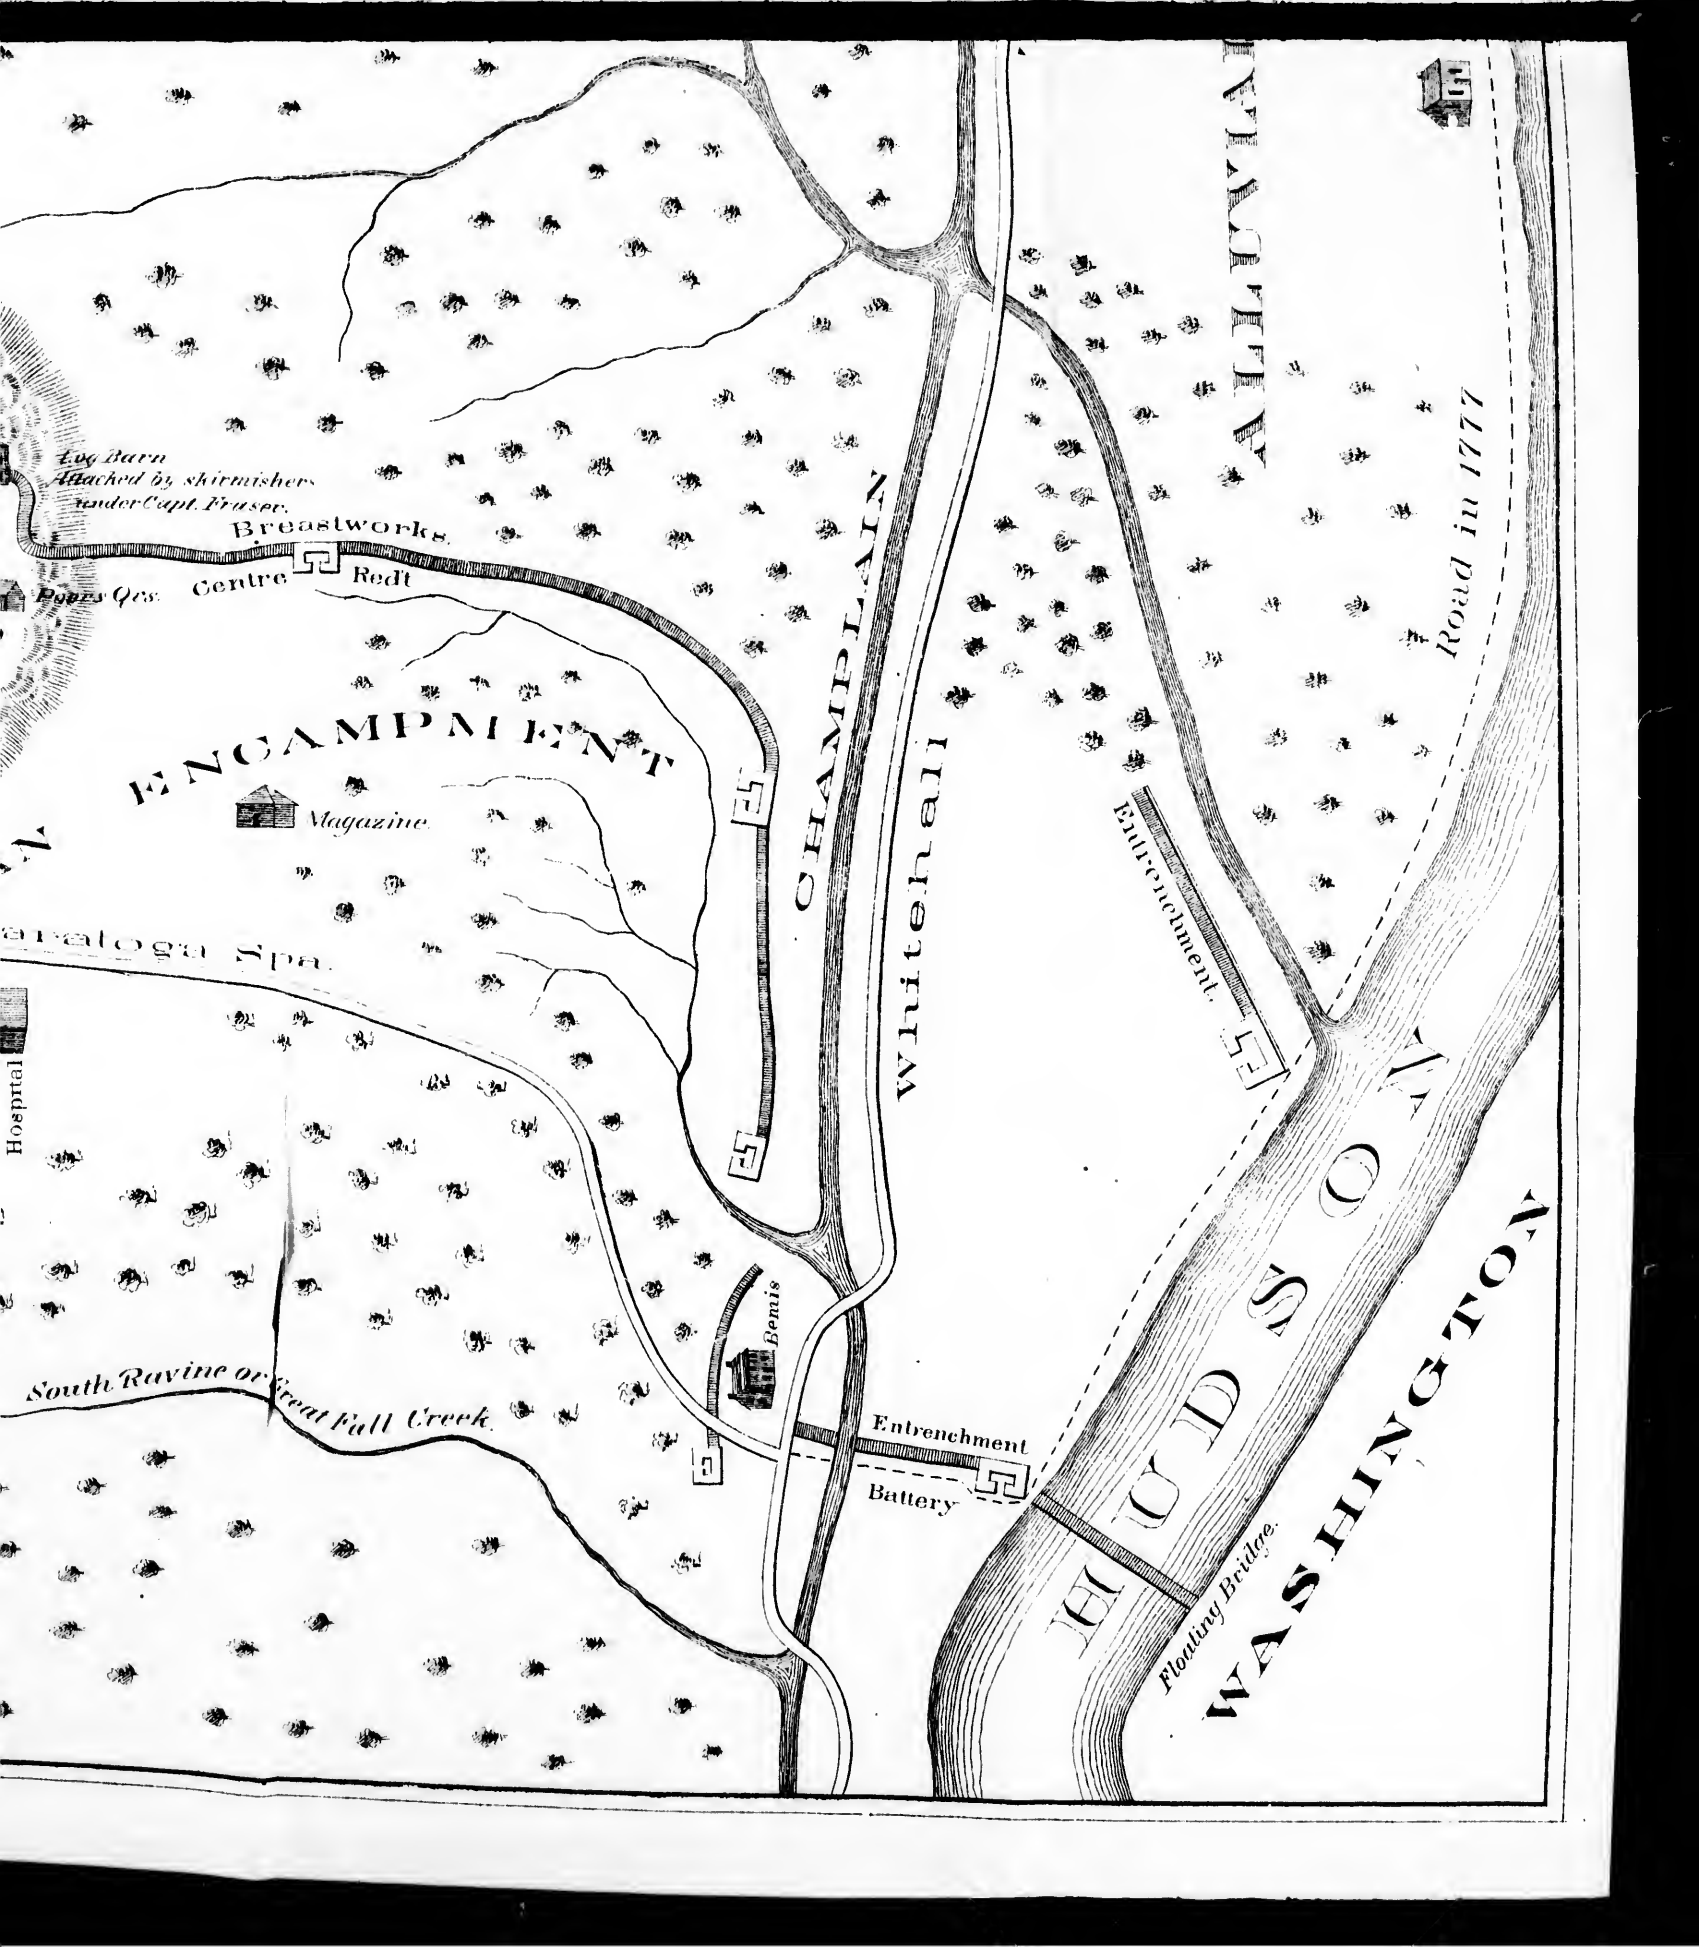 Log Barn
Attacked by skirmishers
under Capt. Fraser.
Breastworks.
Centre Redt
Poors Qrs.
ENCAMPMENT
Magazine.
CHAMPLAIN
Whitehall
Road in 1777
Entrenchment.
aratoga Spa.
Hospital
Bemis
South Ravine or Great Fall Creek.
Entrenchment
Battery
HUDSON
Floating Bridge.
WASHINGTON